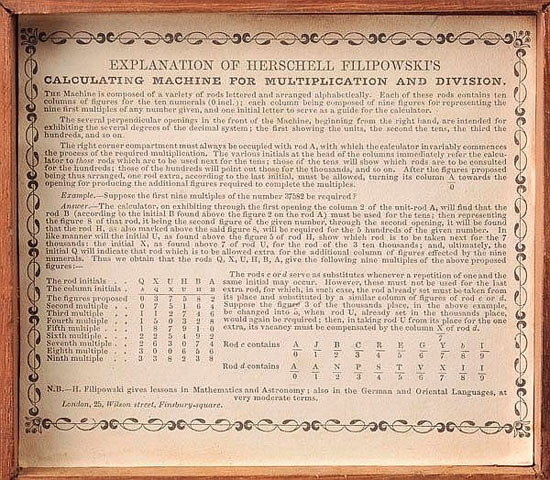 EXPLANATION OF HERSCHELL FILIPOWSKI'S
CALCULATING MACHINE FOR MULTIPLICATION AND DIVISION.
THE Machine is composed of a variety of rods lettered and arranged alphabetically. Each of these rods contains ten
columns of figures for the ten numerals (0 incl.); each column being composed of nine figures for representing the
nine first multiples of any number given, and one initial letter to serve as a guide for the calculator.
The several perpendicular openings in the front of the Machine, beginning from the right hand, are intended for
exhibiting the several degrees of the decimal system; the first showing the units, the second the tens, the third the
hundreds, and so on.
The right corner compartment must always be occupied with rod A, with which the calculator invariably commences
the process of the required multiplication. The various initials at the head of the columns immediately refer the calcu-
lator to those rods which are to be used next for the tens; those of the tens will show which rods are to be consulted
for the hundreds; those of the hundreds will point out those for the thousands, and so on. After the figures proposed
being thus arranged, one rod extra, according to the last initial, must be allowed, turning its column A towards the
opening for producing the additional figures required to complete the multiples. 0
Example.—Suppose the first nine multiples of the number 37582 be required?
Answer.—The calculator, on exhibiting through the first opening the column 2 of the unit-rod A, will find that the
rod B (according to the initial B found above the figure 2 on the rod A) must be used for the tens; then representing
the figure 8 of that rod, it being the second figure of the given number, through the second opening, it will be found
that the rod H, as also marked above the said figure 8, will be required for the 5 hundreds of the given number. In
like manner will the initial U, as found above the figure 5 of rod H, show which rod is to be taken next for the 7
thousands; the initial X, as found above 7 of rod U, for the rod of the 3 ten thousands; and, ultimately, the
initial Q will indicate that rod which is to be allowed extra for the additional column of figures effected by the nine
numerals. Thus we obtain that the rods Q, X, U, H, B, A, give the following nine multiples of the above proposed
figures:—
The rod initials . . Q X U H B A
The column initials . A Q X U H B
The figures proposed 0 3 7 5 8 2
Second multiple . . 0 7 5 1 6 4
Third multiple . . 1 1 2 7 4 6
Fourth multiple . . 1 5 0 3 2 8
Fifth multiple . . 1 8 7 9 1 0
Sixth multiple . . 2 2 5 4 9 2
Seventh multiple . . 2 6 3 0 7 4
Eighth multiple . . 3 0 0 6 5 6
Ninth multiple . . 3 3 8 2 3 8
The rods c or d serve as substitutes whenever a repetition of one and the
same initial may occur. However, these must not be used for the last
extra rod, for which, in such case, the rod already set must be taken from
its place and substituted by a similar column of figures of rod c or d.
Suppose the figure 3 of the thousands place, in the above example,
be changed into , when rod U, already set in the thousands place,
would again be required; then, in taking rod U from its place for the one
extra, its vacancy must be compensated by the column X of rod d.
7
Rod c contains A J B C R E G Y b I
0 1 2 3 4 5 6 7 8 9
Rod d contains A A N P S T V X I I
0 1 2 3 4 5 6 7 8 9
N.B.—H. Filipowski gives lessons in Mathematics and Astronomy; also in the German and Oriental Languages, at
very moderate terms.
London, 25, Wilson street, Finsbury-square.